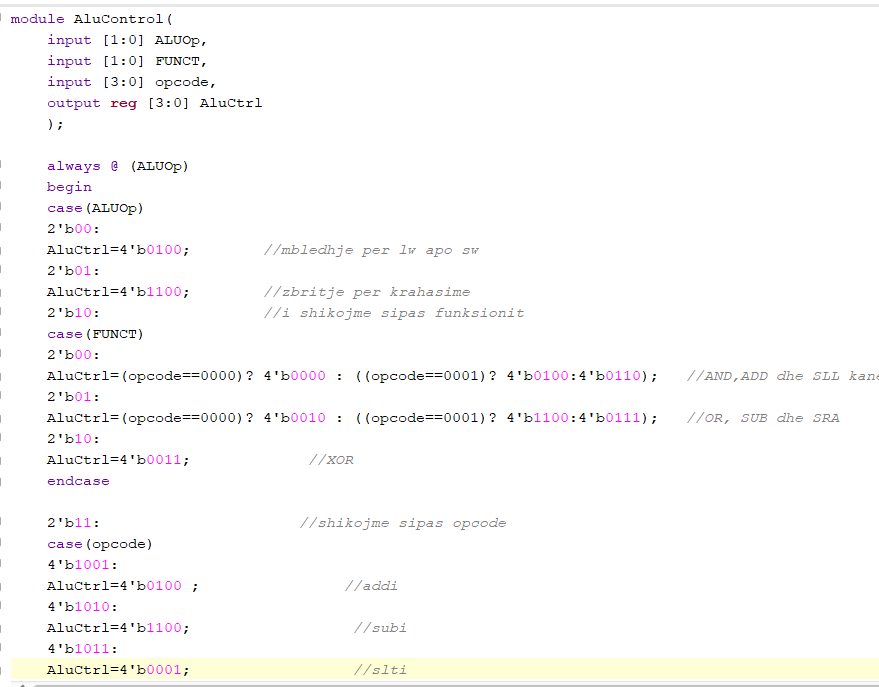 module AluControl(
input [1:0] ALUOp,
input [1:0] FUNCT,
input [3:0] opcode,
output reg [3:0] AluCtrl
);
always @ (ALUOp)
begin
case(ALUOp)
2'b00:
AluCtrl=4'b0100; //mbledhje per lw apo sw
2'b01:
AluCtrl=4'b1100; //zbritje per krahasime
2'b10: //i shikojme sipas funksionit
case(FUNCT)
2'b00:
AluCtrl=(opcode==0000)? 4'b0000 : ((opcode==0001)? 4'b0100:4'b0110); //AND,ADD dhe SLL
2'b01:
AluCtrl=(opcode==0000)? 4'b0010 : ((opcode==0001)? 4'b1100:4'b0111); //OR, SUB dhe SRA
2'b10:
AluCtrl=4'b0011; //XOR
endcase
2'b11: //shikojme sipas opcode
case(opcode)
4'b1001:
AluCtrl=4'b0100 ; //addi
4'b1010:
AluCtrl=4'b1100; //subi
4'b1011:
AluCtrl=4'b0001; //slti